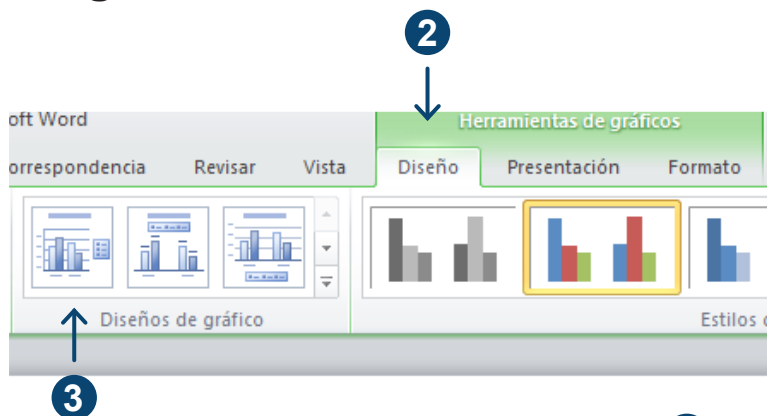 2
oft Word
Herramientas de gráficos
orrespondencia Revisar Vista Diseño Presentación Formato
Diseños de gráfico Estilos
3